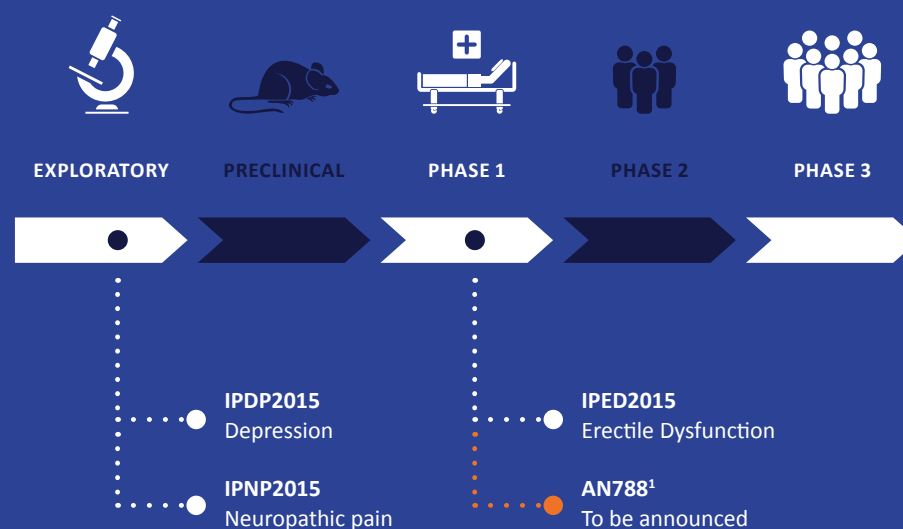 EXPLORATORY
PRECLINICAL
PHASE 1
PHASE 2
PHASE 3
IPDP2015
Depression
IPNP2015
Neuropathic pain
IPED2015
Erectile Dysfunction
AN788¹
To be announced